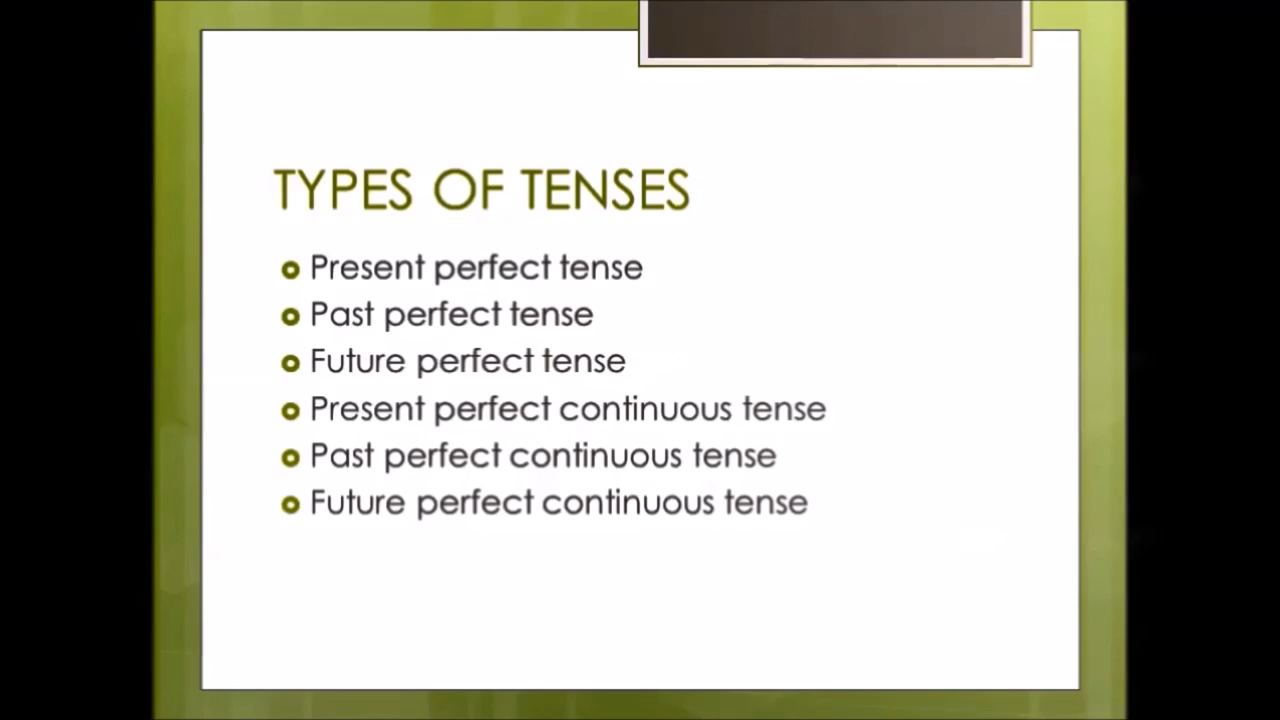 TYPES OF TENSES
Present perfect tense
Past perfect tense
Future perfect tense
Present perfect continuous tense
Past perfect continuous tense
Future perfect continuous tense